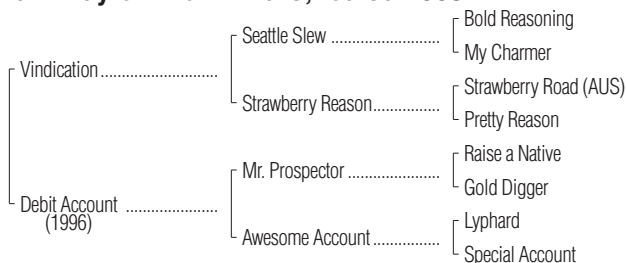 Bold Reasoning
Seattle Slew ....................
My Charmer
Vindication...........................
Strawberry Road (AUS)
Strawberry Reason................
Pretty Reason
Raise a Native
Mr. Prospector ......................
Gold Digger
Debit Account .....................
(1996)
Lyphard
Awesome Account................
Special Account